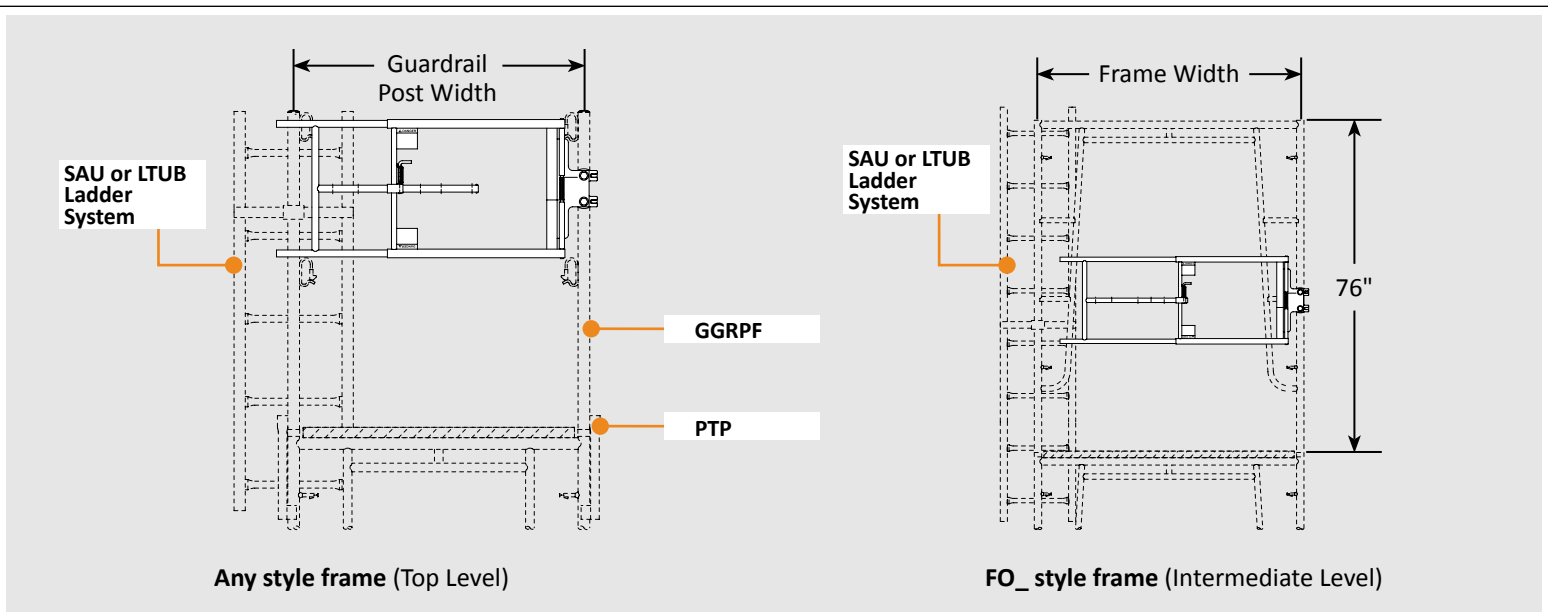 Guardrail
Post Width
SAU or LTUB
Ladder
System
GGRPF
PTP
Any style frame (Top Level)
Frame Width
SAU or LTUB
Ladder
System
76"
FO_ style frame (Intermediate Level)